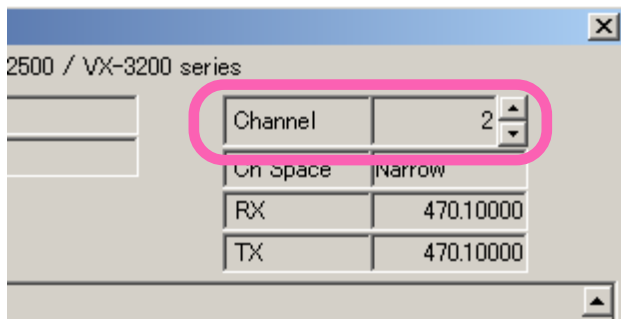 2500 / VX-3200 series
Channel 2
Ch Space Narrow
RX 470.10000
TX 470.10000